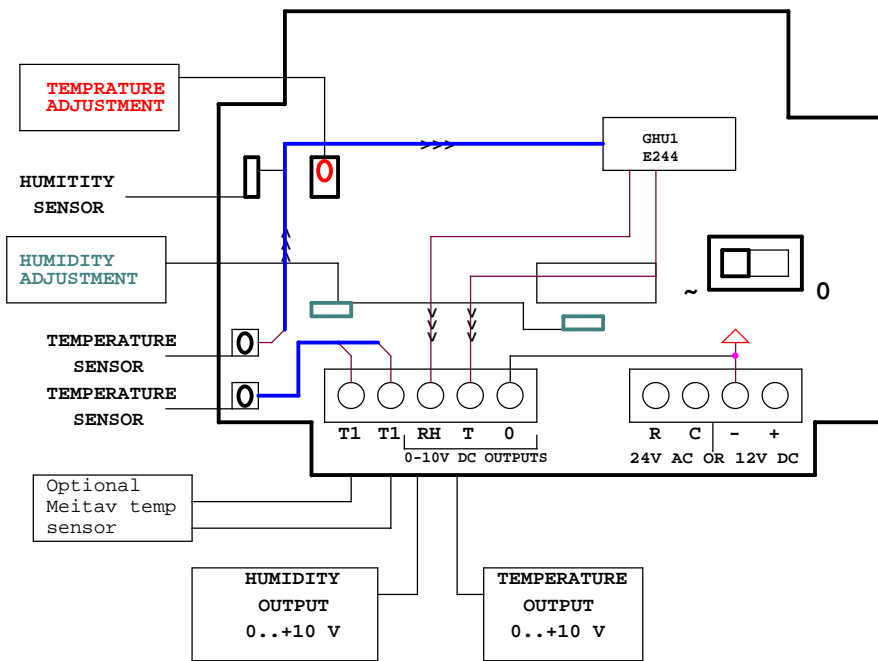 TEMPRATURE
ADJUSTMENT
GHU1
E244
HUMITITY
SENSOR
HUMIDITY
ADJUSTMENT
~
0
TEMPERATURE
SENSOR
TEMPERATURE
SENSOR
T1 T1 RH T 0
0-10V DC OUTPUTS
R C - +
24V AC OR 12V DC
Optional
Meitav temp
sensor
HUMIDITY
OUTPUT
0..+10 V
TEMPERATURE
OUTPUT
0..+10 V